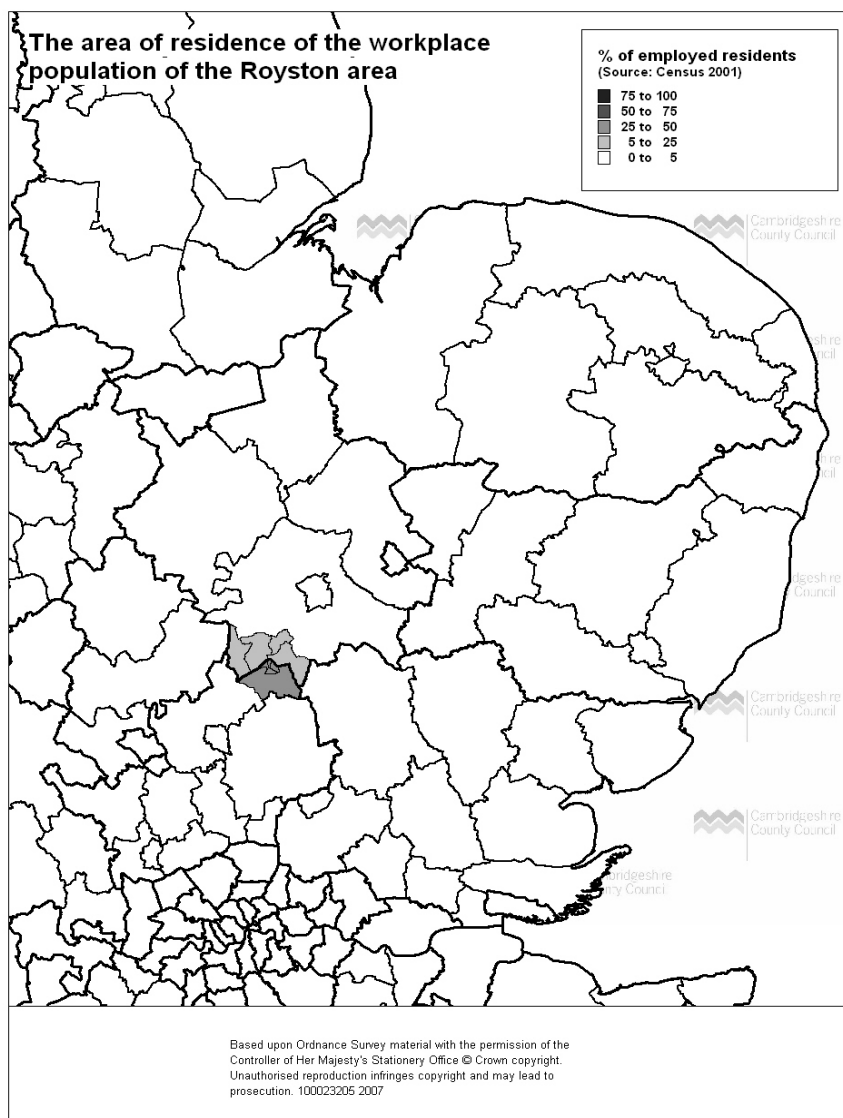 The area of residence of the workplace
population of the Royston area
% of employed residents
(Source: Census 2001)
75 to 100
50 to 75
25 to 50
5 to 25
0 to 5
Cambridgeshire
County Council
Cambridgeshire
County Council
Cambridgeshire
County Council
Based upon Ordnance Survey material with the permission of the
Controller of Her Majesty's Stationery Office © Crown copyright.
Unauthorised reproduction infringes copyright and may lead to
prosecution. 100023205 2007